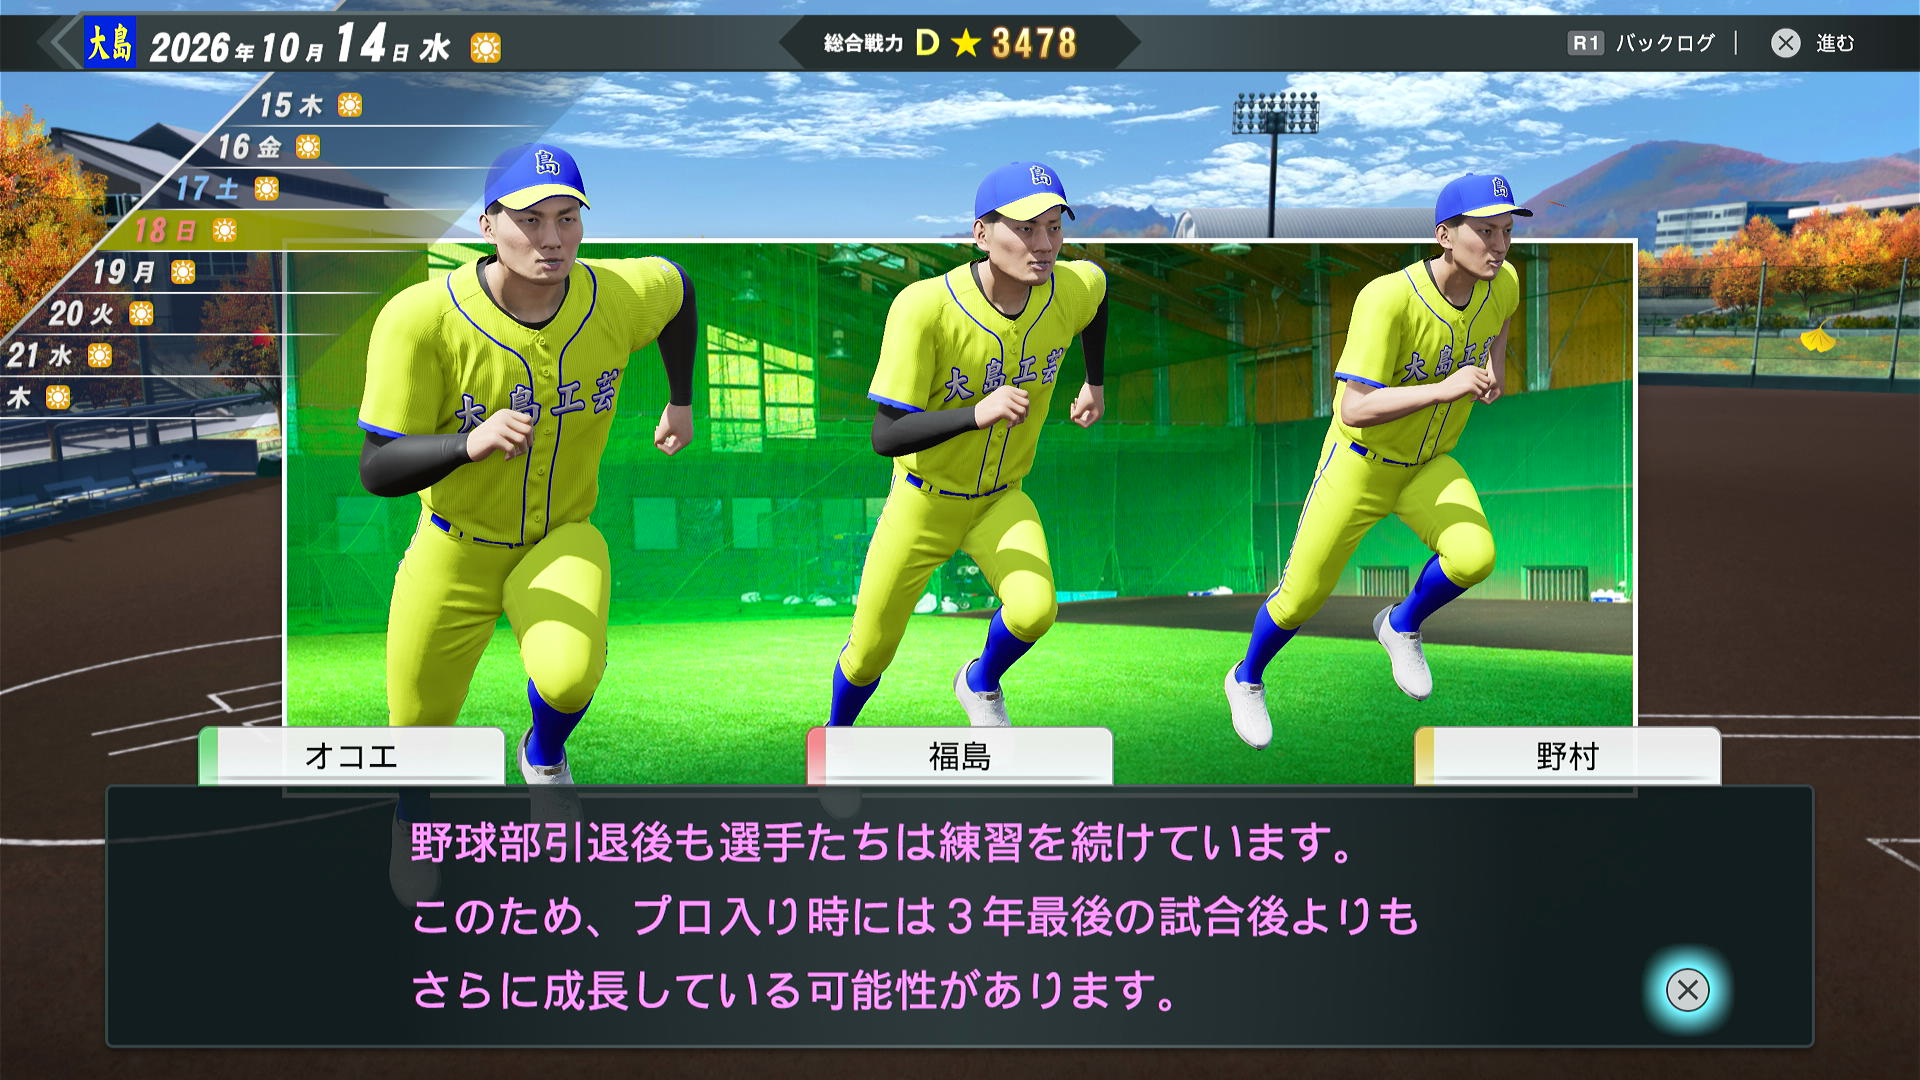 大島 2026年10月14日 水
総合戦力 D ★ 3478
R1 バックログ | 進む
15 木
16 金
17 土
18 日
19 月
20 火
21 水
木
島
島
島
大島工芸
大島工芸
大島工芸
オコエ
福島
野村
野球部引退後も選手たちは練習を続けています。
このため、プロ入り時には3年最後の試合後よりも
さらに成長している可能性があります。